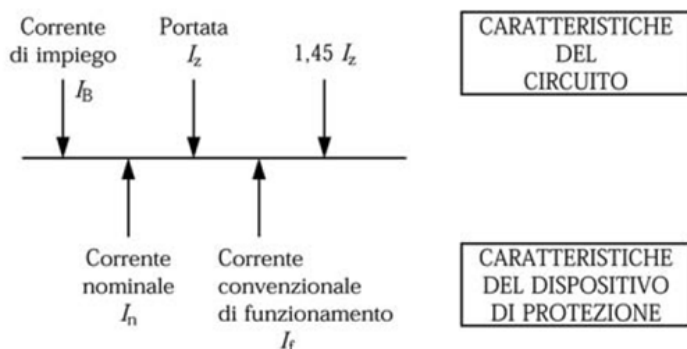 Corrente
di impiego
I_B
Portata
I_z
1,45 I_z
CARATTERISTICHE
DEL
CIRCUITO
Corrente
nominale
I_n
Corrente
convenzionale
di funzionamento
I_f
CARATTERISTICHE
DEL DISPOSITIVO
DI PROTEZIONE